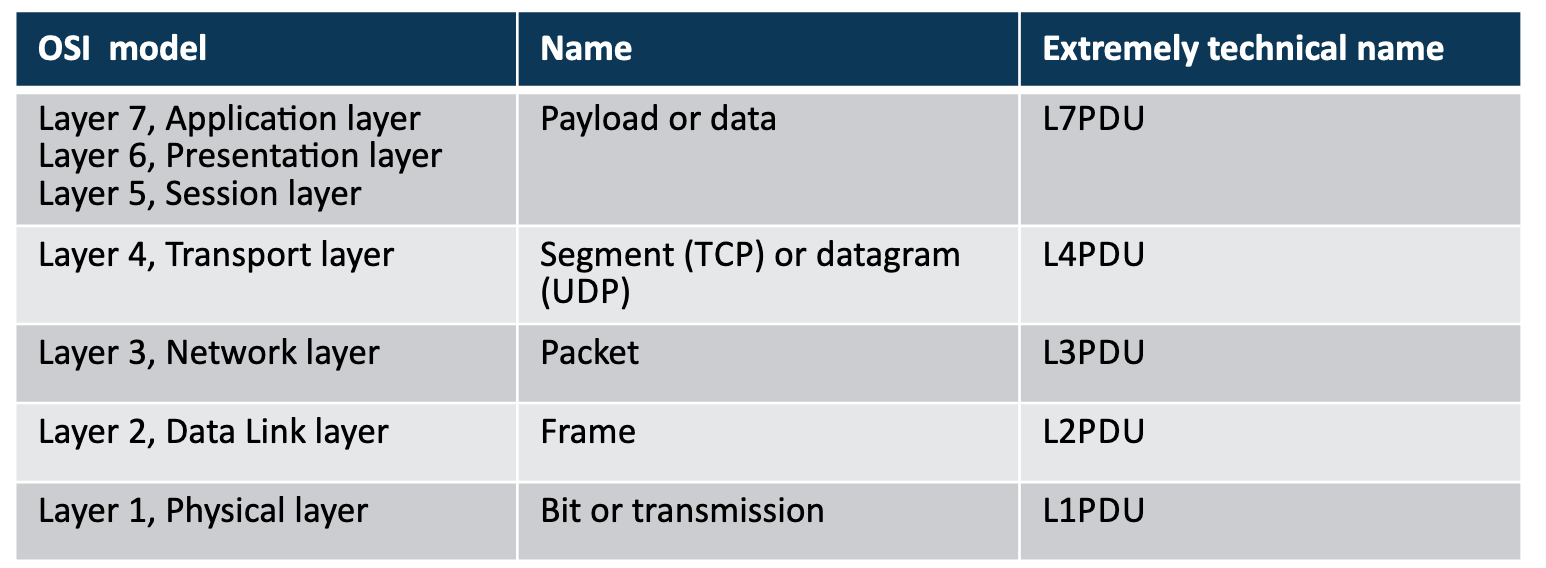 OSI  model
Name
Extremely technical name
Layer 7, Application layer
Layer 6, Presentation layer
Layer 5, Session layer
Payload or data
L7PDU
Layer 4, Transport layer
Segment (TCP) or datagram
(UDP)
L4PDU
Layer 3, Network layer
Packet
L3PDU
Layer 2, Data Link layer
Frame
L2PDU
Layer 1, Physical layer
Bit or transmission
L1PDU